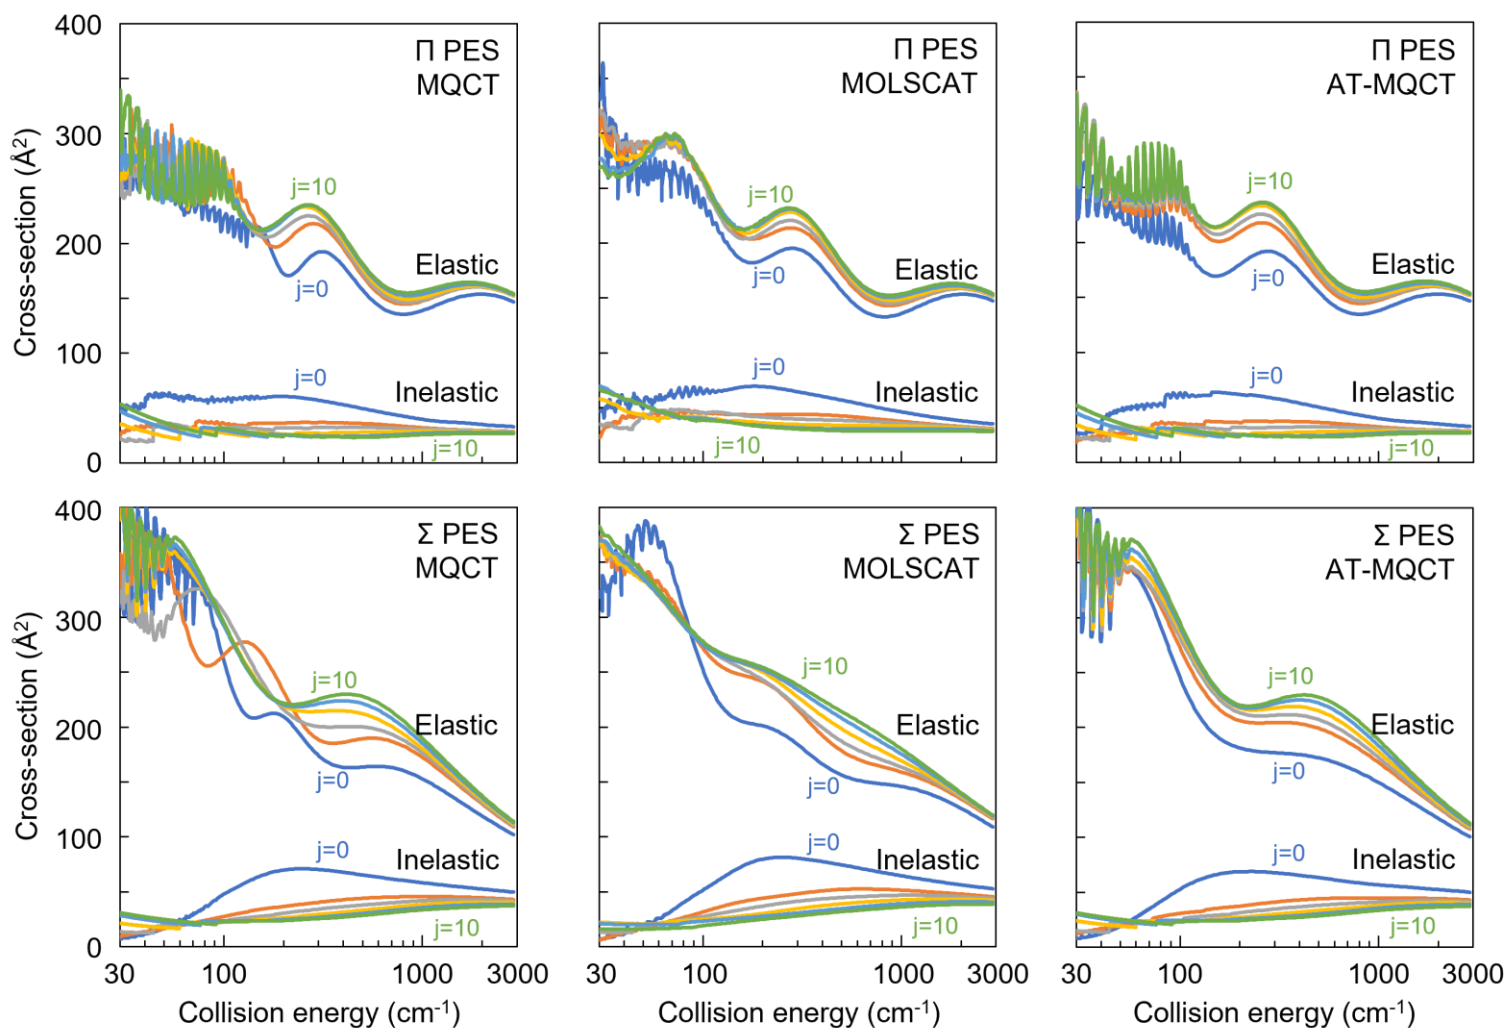 400
300
200
100
0
Cross-section (Å²)
Π PES
MQCT
j=10
Elastic
j=0
j=0
Inelastic
j=10
Π PES
MOLSCAT
j=10
Elastic
j=0
j=0
Inelastic
j=10
Π PES
AT-MQCT
j=10
Elastic
j=0
j=0
Inelastic
j=10
400
300
200
100
0
Cross-section (Å²)
Σ PES
MQCT
j=10
Elastic
j=0
j=0
Inelastic
j=10
Σ PES
MOLSCAT
j=10
Elastic
j=0
j=0
Inelastic
j=10
Σ PES
AT-MQCT
j=10
Elastic
j=0
j=0
Inelastic
j=10
30 100 1000 3000
Collision energy (cm⁻¹)
30 100 1000 3000
Collision energy (cm⁻¹)
30 100 1000 3000
Collision energy (cm⁻¹)